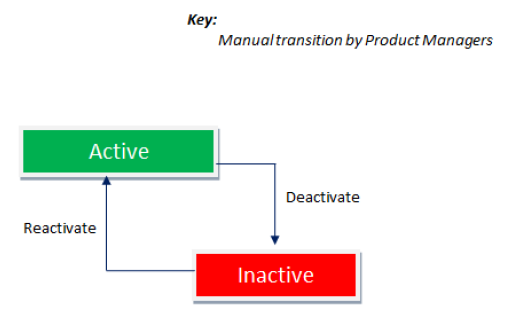 Key:
Manual transition by Product Managers
Active
Deactivate
Reactivate
Inactive